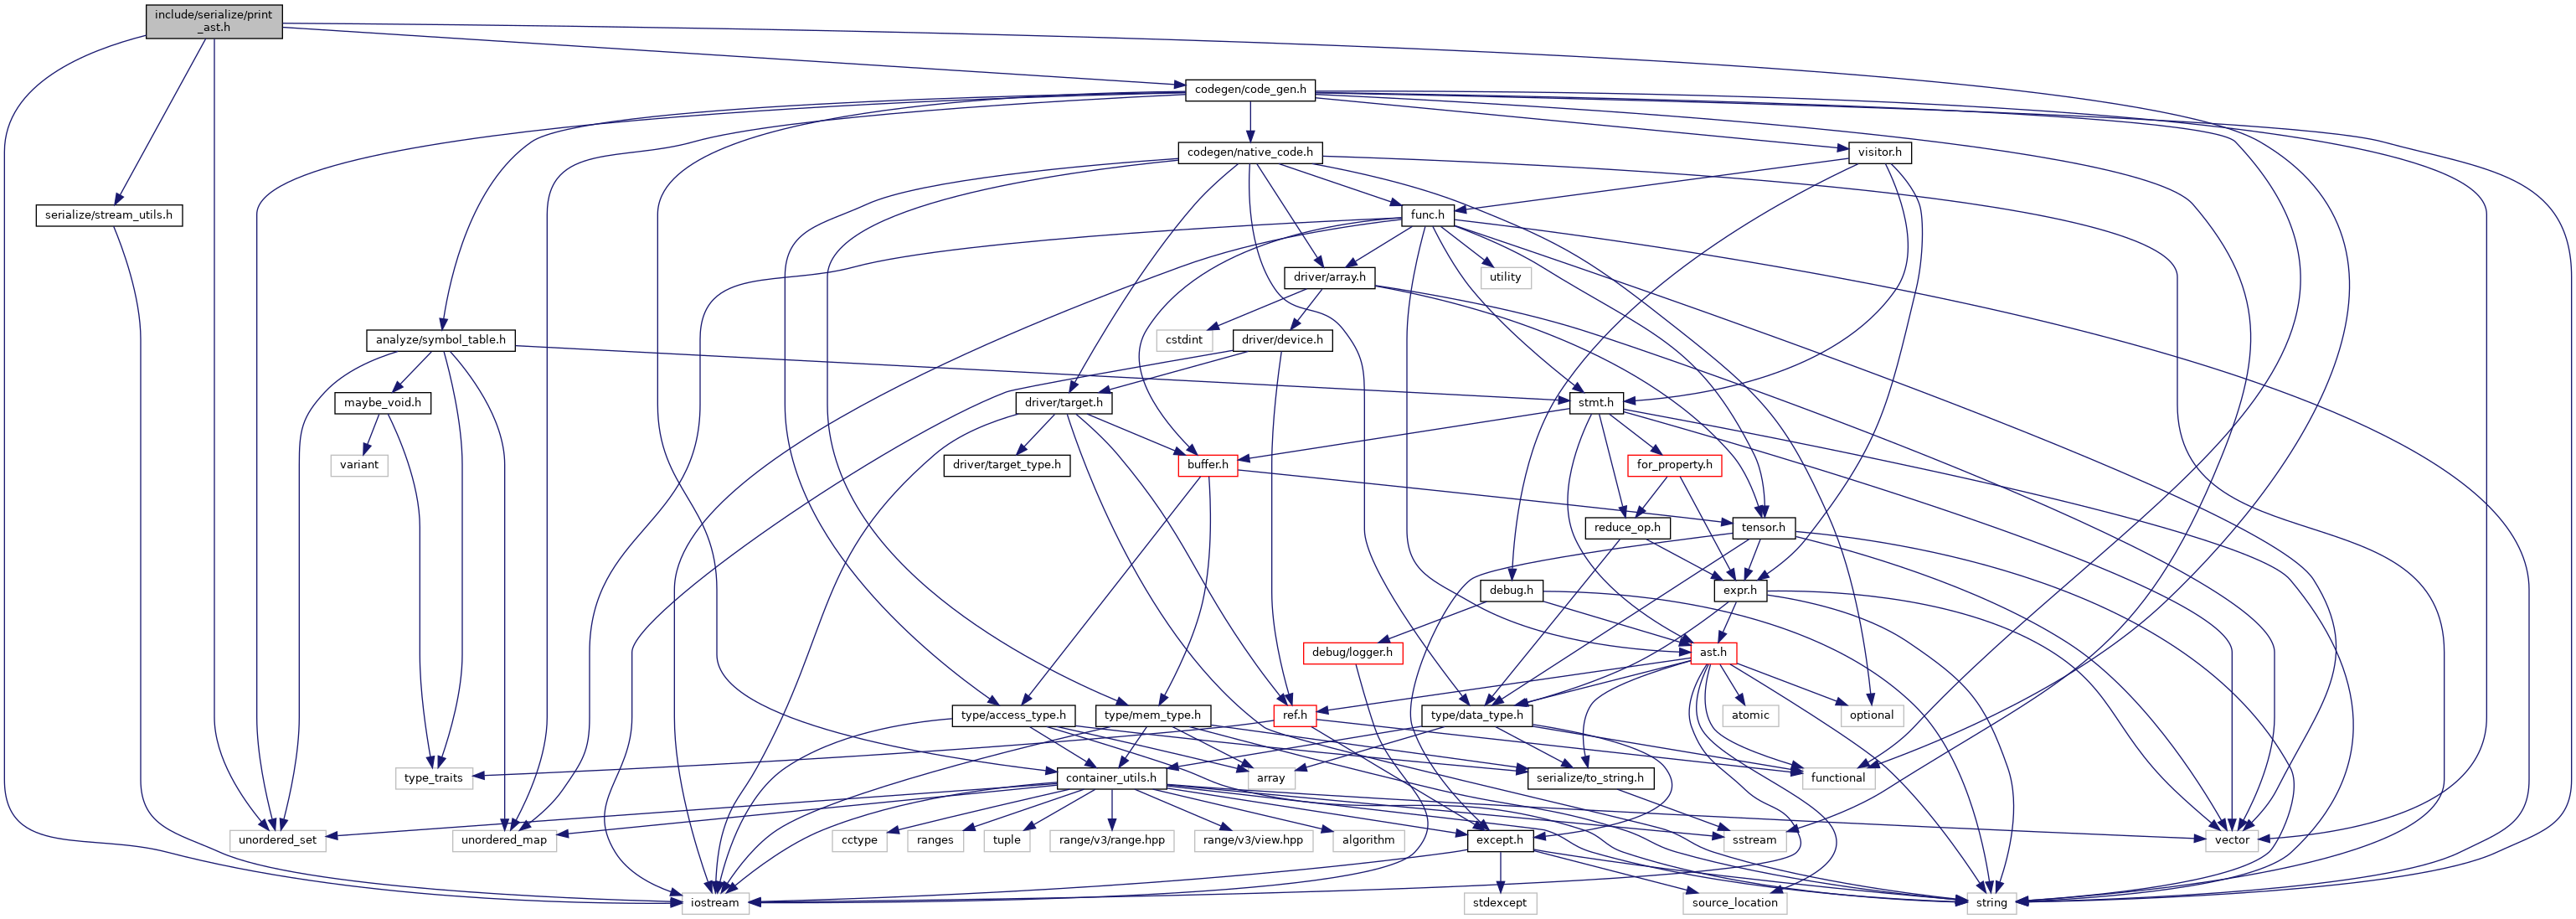 include/serialize/print
_ast.h
codegen/code_gen.h
codegen/native_code.h
visitor.h
serialize/stream_utils.h
func.h
driver/array.h
utility
analyze/symbol_table.h
cstdint
driver/device.h
maybe_void.h
driver/target.h
stmt.h
variant
driver/target_type.h
buffer.h
for_property.h
reduce_op.h
tensor.h
debug.h
expr.h
debug/logger.h
ast.h
type/access_type.h
type/mem_type.h
ref.h
type/data_type.h
atomic
optional
type_traits
container_utils.h
array
serialize/to_string.h
functional
unordered_set
unordered_map
cctype
ranges
tuple
range/v3/range.hpp
range/v3/view.hpp
algorithm
except.h
sstream
vector
iostream
stdexcept
source_location
string